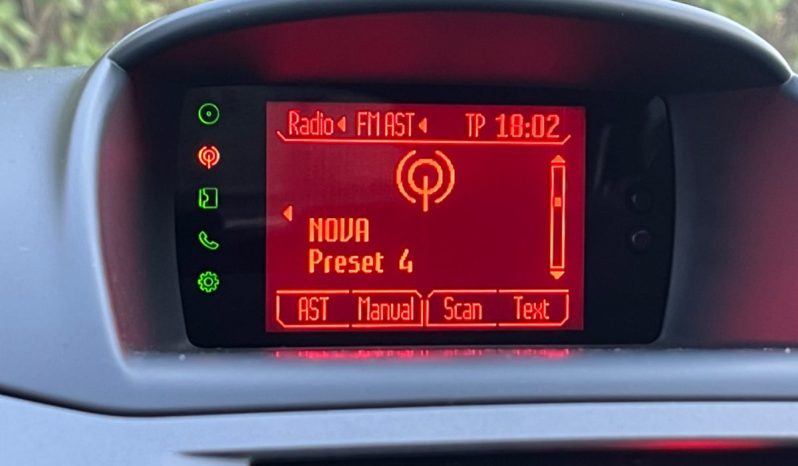 Radio FM AST TP 18:02
NOVA
Preset 4
AST Manual Scan Text